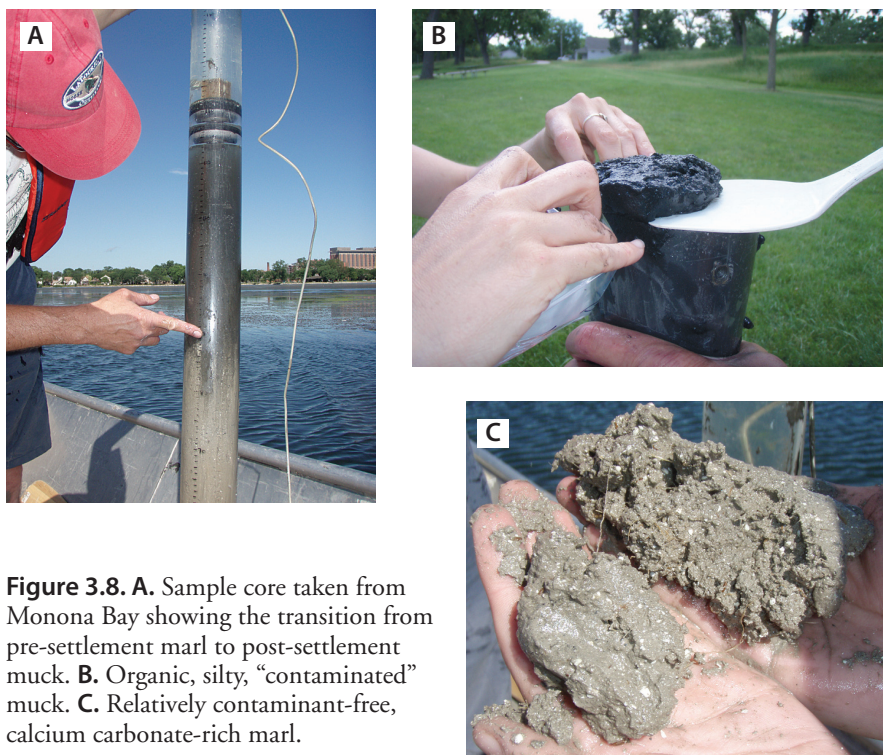 A
B
C
Figure 3.8. A. Sample core taken from
Monona Bay showing the transition from
pre-settlement marl to post-settlement
muck. B. Organic, silty, “contaminated”
muck. C. Relatively contaminant-free,
calcium carbonate-rich marl.